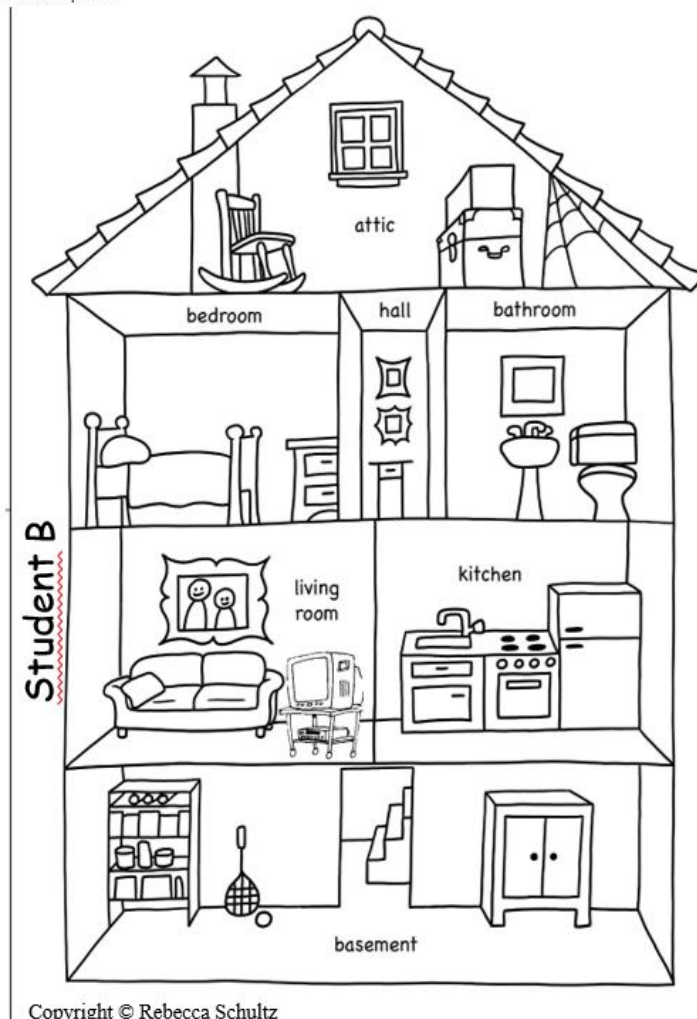 attic
bedroom
hall
bathroom
Student B
living
room
kitchen
basement
Copyright © Rebecca Schultz